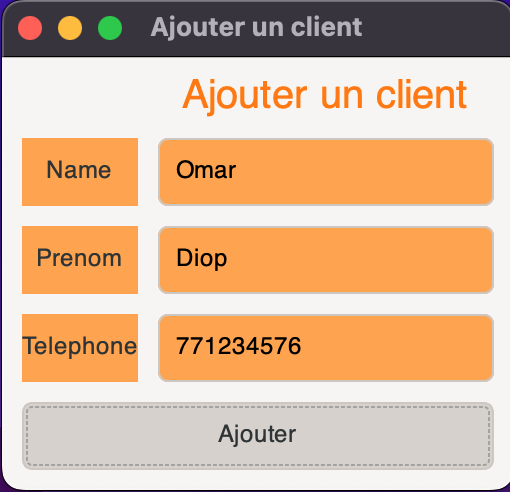 Ajouter un client
Ajouter un client
Name Omar
Prenom Diop
Telephone 771234576
Ajouter